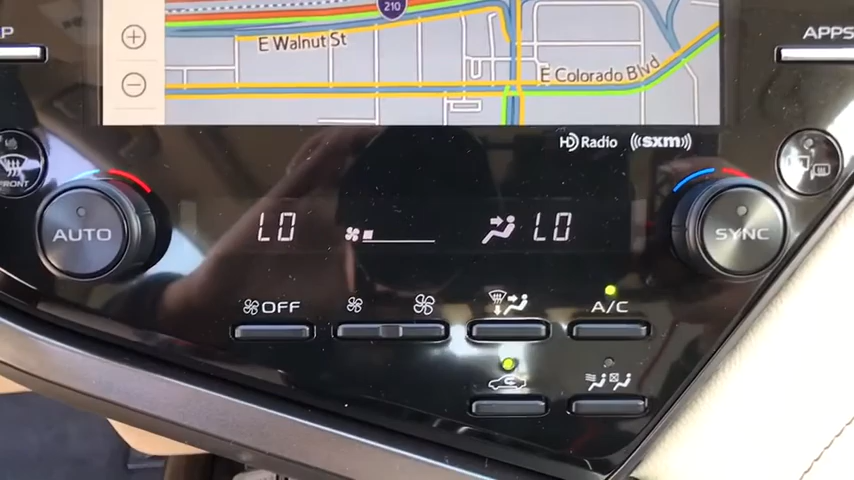 210
E Walnut St
E Colorado Blvd
APPS
HD Radio
sxm
FRONT
AUTO
LO
LO
SYNC
OFF
A/C